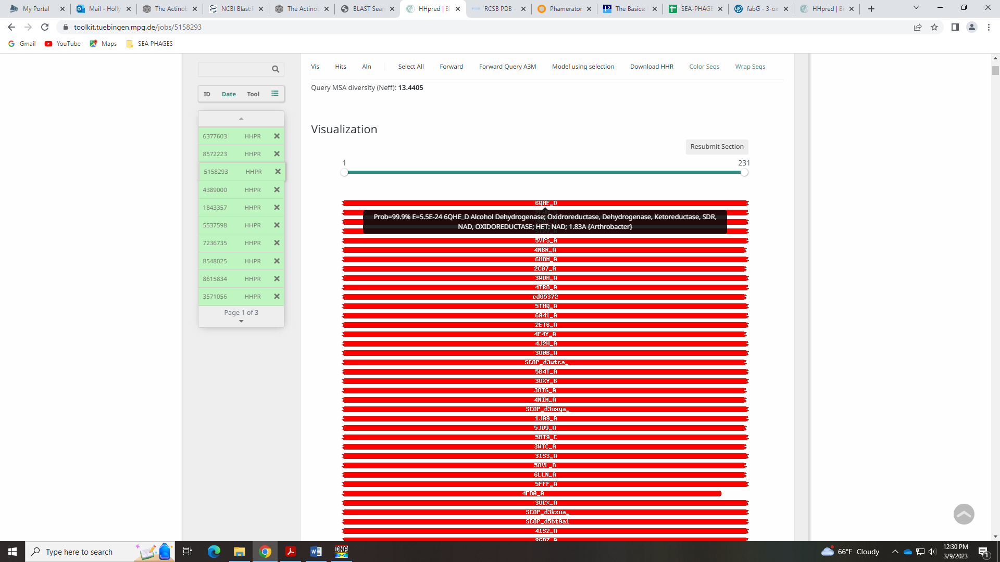 My Portal
Mail - Holly
The Actinob
NCBI Blast:P
The Actinob
BLAST Sear
HHpred | Bi
RCSB PDB -
Phamerator
The Basics:
SEA-PHAGE
fabG - 3-ox
HHpred | Bi
toolkit.tuebingen.mpg.de/jobs/5158293
Gmail
YouTube
Maps
SEA PHAGES
Vis
Hits
Aln
Select All
Forward
Forward Query A3M
Model using selection
Download HHR
Color Seqs
Wrap Seqs
Query MSA diversity (Neff): 13.4405
ID
Date
Tool
6377603 HHPR
8572223 HHPR
5158293 HHPR
4389000 HHPR
1843357 HHPR
5537598 HHPR
7236735 HHPR
8548025 HHPR
8615834 HHPR
3571056 HHPR
Page 1 of 3
Visualization
Resubmit Section
1
231
6QHE_D
Prob=99.9% E=5.5E-24 6QHE_D Alcohol Dehydrogenase; Oxidroreductase, Dehydrogenase, Ketoreductase, SDR,
NAD, OXIDOREDUCTASE; HET: NAD; 1.83A {Arthrobacter}
5VPS_A
4NBR_A
6H0M_A
2C07_A
3WOH_A
4TRO_A
cd05372
5THQ_A
6A41_A
2ET6_A
4E4Y_A
4J2H_A
3U0B_A
SCOP_d3wtca_
5B4T_A
3UXY_B
3OIG_A
4NIM_A
SCOP_d3uxya_
1JA9_A
5JO9_A
5BT9_C
3WTC_A
3IS3_A
5OVL_B
6LLN_A
5FFF_A
4FDA_A
3UCX_A
SCOP_d3ksua_
SCOP_d5bt9a1
4IS2_A
2GDZ_A
Type here to search
DNA
66°F Cloudy
12:30 PM
3/9/2023
1